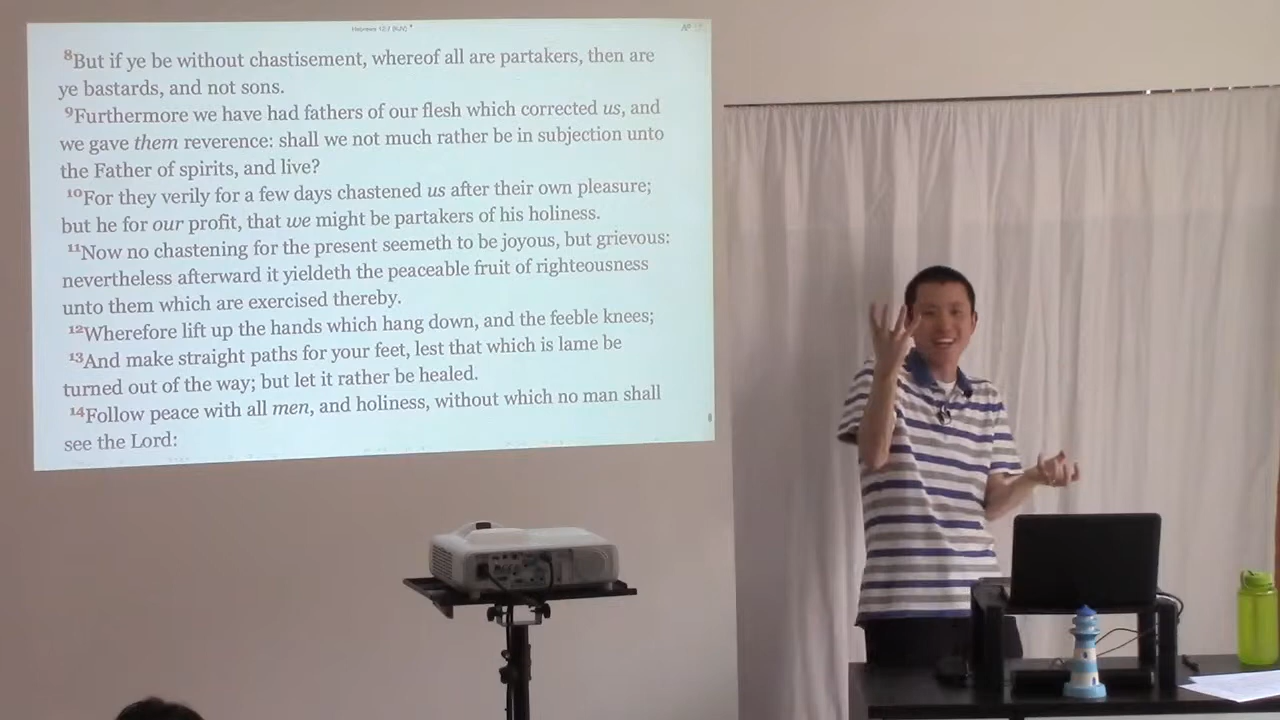 Hebrews 12:7 (KJV)
8But if ye be without chastisement, whereof all are partakers, then are
ye bastards, and not sons.
9Furthermore we have had fathers of our flesh which corrected us, and
we gave them reverence: shall we not much rather be in subjection unto
the Father of spirits, and live?
10For they verily for a few days chastened us after their own pleasure;
but he for our profit, that we might be partakers of his holiness.
11Now no chastening for the present seemeth to be joyous, but grievous:
nevertheless afterward it yieldeth the peaceable fruit of righteousness
unto them which are exercised thereby.
12Wherefore lift up the hands which hang down, and the feeble knees;
13And make straight paths for your feet, lest that which is lame be
turned out of the way; but let it rather be healed.
14Follow peace with all men, and holiness, without which no man shall
see the Lord: